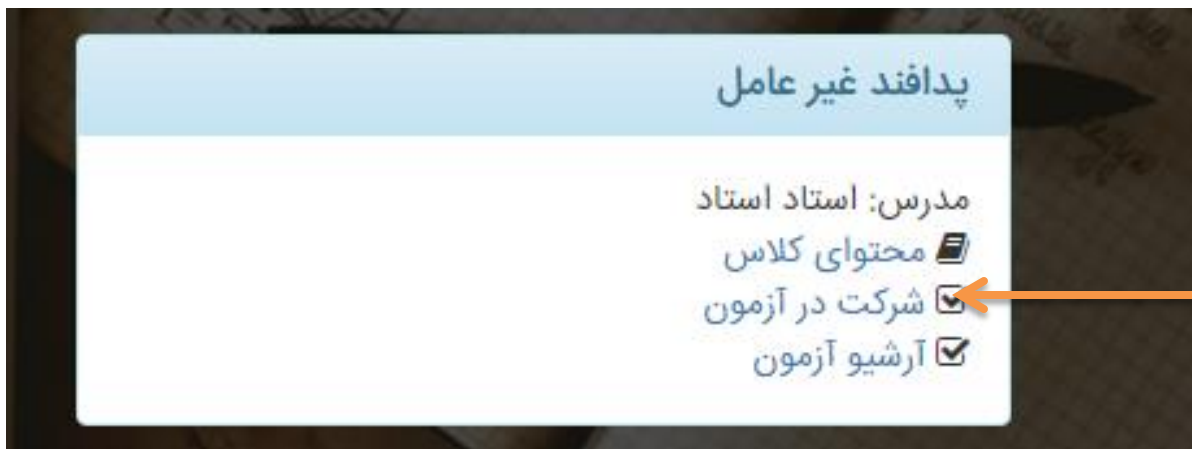 پدافند غیر عامل
مدرس: استاد استاد
محتوای کلاس
شرکت در آزمون
آرشیو آزمون